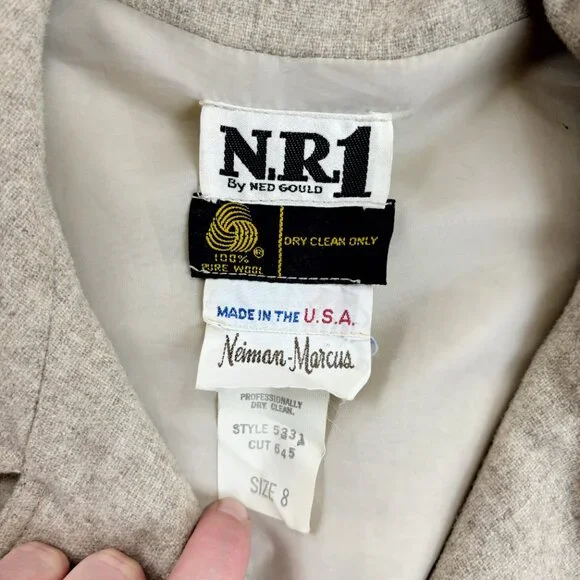 N.R.1
By NED GOULD
DRY CLEAN ONLY
100% ®
PURE WOOL
MADE IN THE U.S.A.
Neiman-Marcus
PROFESSIONALLY
DRY. CLEAN.
STYLE
CUT 645
SIZE 8